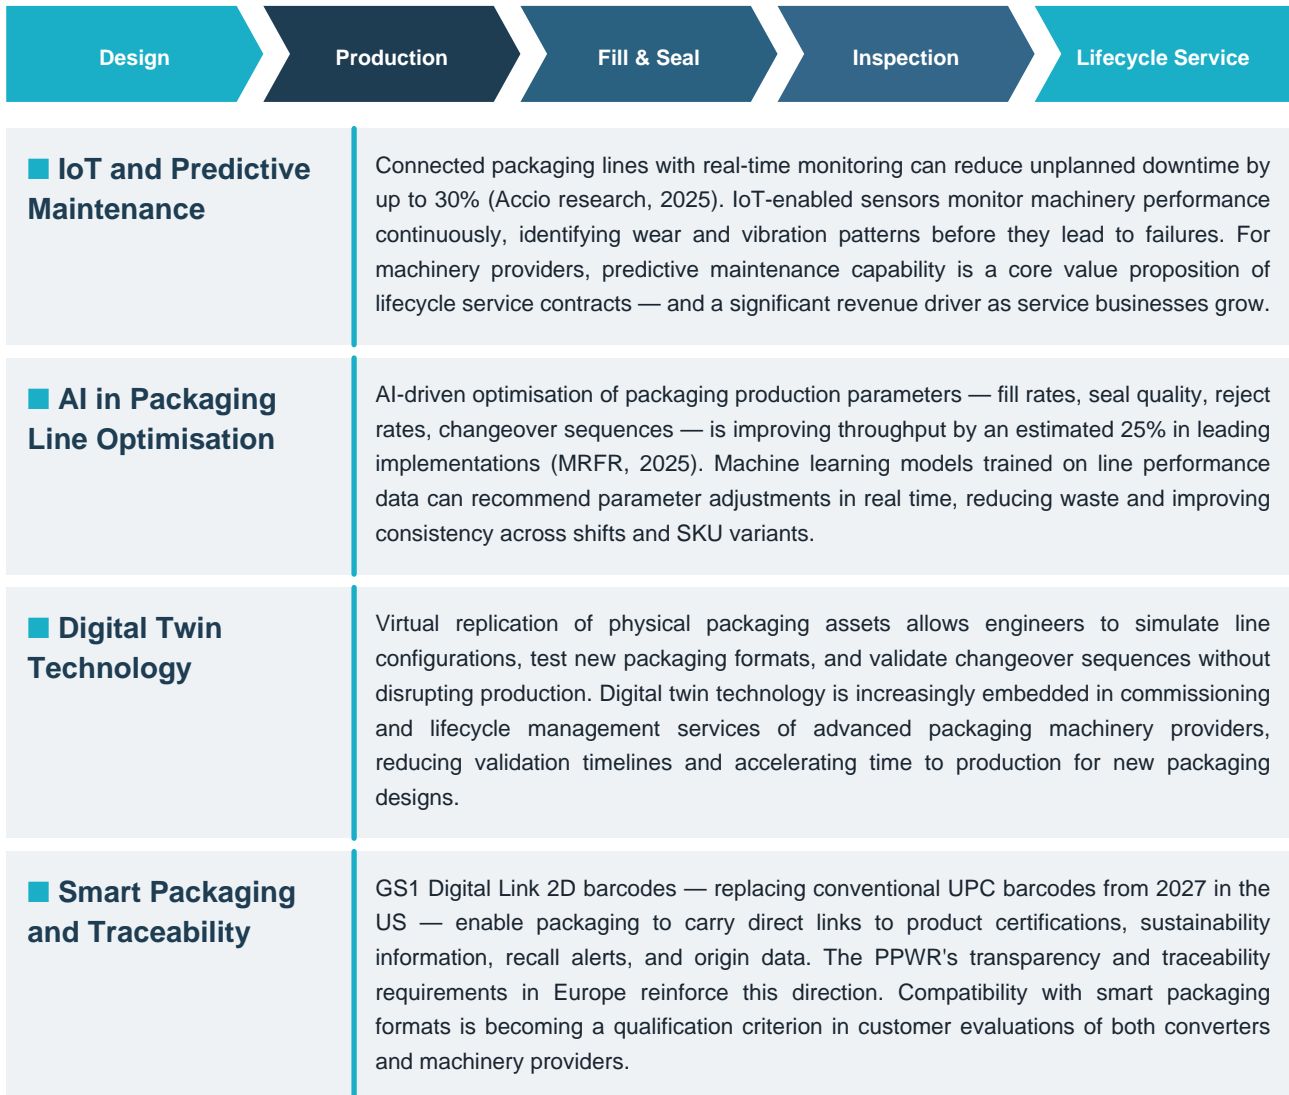 Design
Production
Fill & Seal
Inspection
Lifecycle Service
■ IoT and Predictive
Maintenance
Connected packaging lines with real-time monitoring can reduce unplanned downtime by
up to 30% (Accio research, 2025). IoT-enabled sensors monitor machinery performance
continuously, identifying wear and vibration patterns before they lead to failures. For
machinery providers, predictive maintenance capability is a core value proposition of
lifecycle service contracts — and a significant revenue driver as service businesses grow.
■ AI in Packaging
Line Optimisation
AI-driven optimisation of packaging production parameters — fill rates, seal quality, reject
rates, changeover sequences — is improving throughput by an estimated 25% in leading
implementations (MRFR, 2025). Machine learning models trained on line performance
data can recommend parameter adjustments in real time, reducing waste and improving
consistency across shifts and SKU variants.
■ Digital Twin
Technology
Virtual replication of physical packaging assets allows engineers to simulate line
configurations, test new packaging formats, and validate changeover sequences without
disrupting production. Digital twin technology is increasingly embedded in commissioning
and lifecycle management services of advanced packaging machinery providers,
reducing validation timelines and accelerating time to production for new packaging
designs.
■ Smart Packaging
and Traceability
GS1 Digital Link 2D barcodes — replacing conventional UPC barcodes from 2027 in the
US — enable packaging to carry direct links to product certifications, sustainability
information, recall alerts, and origin data. The PPWR's transparency and traceability
requirements in Europe reinforce this direction. Compatibility with smart packaging
formats is becoming a qualification criterion in customer evaluations of both converters
and machinery providers.